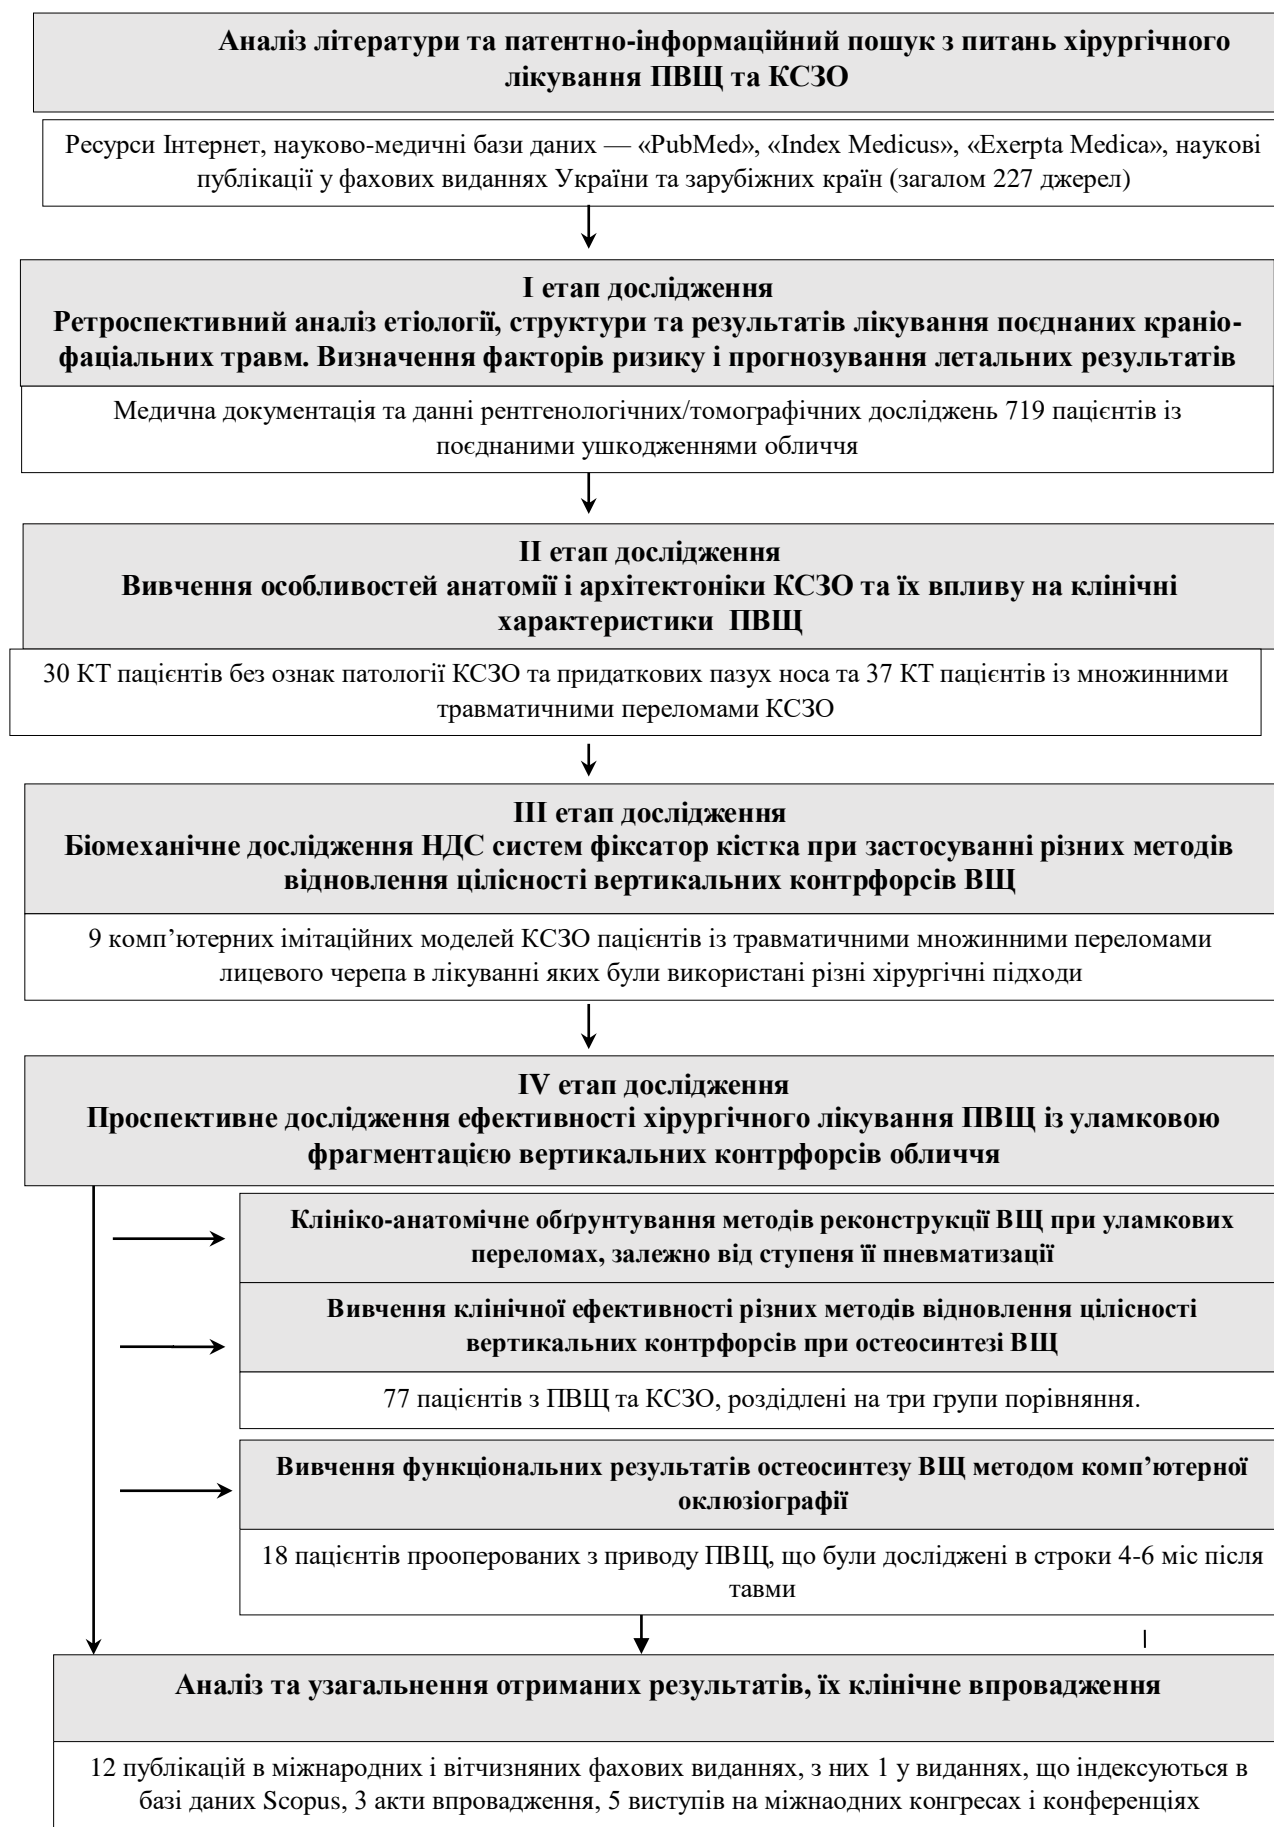 Аналіз літератури та патентно-інформаційний пошук з питань хірургічного
лікування ПВЩ та КСЗО
Ресурси Інтернет, науково-медичні бази даних — «PubMed», «Index Medicus», «Exerpta Medica», наукові
публікації у фахових виданнях України та зарубіжних країн (загалом 227 джерел)
І етап дослідження
Ретроспективний аналіз етіології, структури та результатів лікування поєднаних краніо-
фаціальних травм. Визначення факторів ризику і прогнозування летальних результатів
Медична документація та данні рентгенологічних/томографічних досліджень 719 пацієнтів із
поєднаними ушкодженнями обличчя
ІІ етап дослідження
Вивчення особливостей анатомії і архітектоніки КСЗО та їх впливу на клінічні
характеристики ПВЩ
30 КТ пацієнтів без ознак патології КСЗО та придаткових пазух носа та 37 КТ пацієнтів із множинними
травматичними переломами КСЗО
ІІІ етап дослідження
Біомеханічне дослідження НДС систем фіксатор кістка при застосуванні різних методів
відновлення цілісності вертикальних контрфорсів ВЩ
9 комп’ютерних імітаційних моделей КСЗО пацієнтів із травматичними множинними переломами
лицевого черепа в лікуванні яких були використані різні хірургічні підходи
IV етап дослідження
Проспективне дослідження ефективності хірургічного лікування ПВЩ із уламковою
фрагментацією вертикальних контрфорсів обличчя
Клініко-анатомічне обґрунтування методів реконструкції ВЩ при уламкових
переломах, залежно від ступеня її пневматизації
Вивчення клінічної ефективності різних методів відновлення цілісності
вертикальних контрфорсів при остеосинтезі ВЩ
77 пацієнтів з ПВЩ та КСЗО, роздідлені на три групи порівняння.
Вивчення функціональних результатів остеосинтезу ВЩ методом комп’ютерної
оклюзіографії
18 пацієнтів прооперованих з приводу ПВЩ, що були досліджені в строки 4-6 міс після
тавми
Аналіз та узагальнення отриманих результатів, їх клінічне впровадження
12 публікацій в міжнародних і вітчизняних фахових виданнях, з них 1 у виданнях, що індексуються в
базі даних Scopus, 3 акти впровадження, 5 виступів на міжнаодних конгресах і конференціях